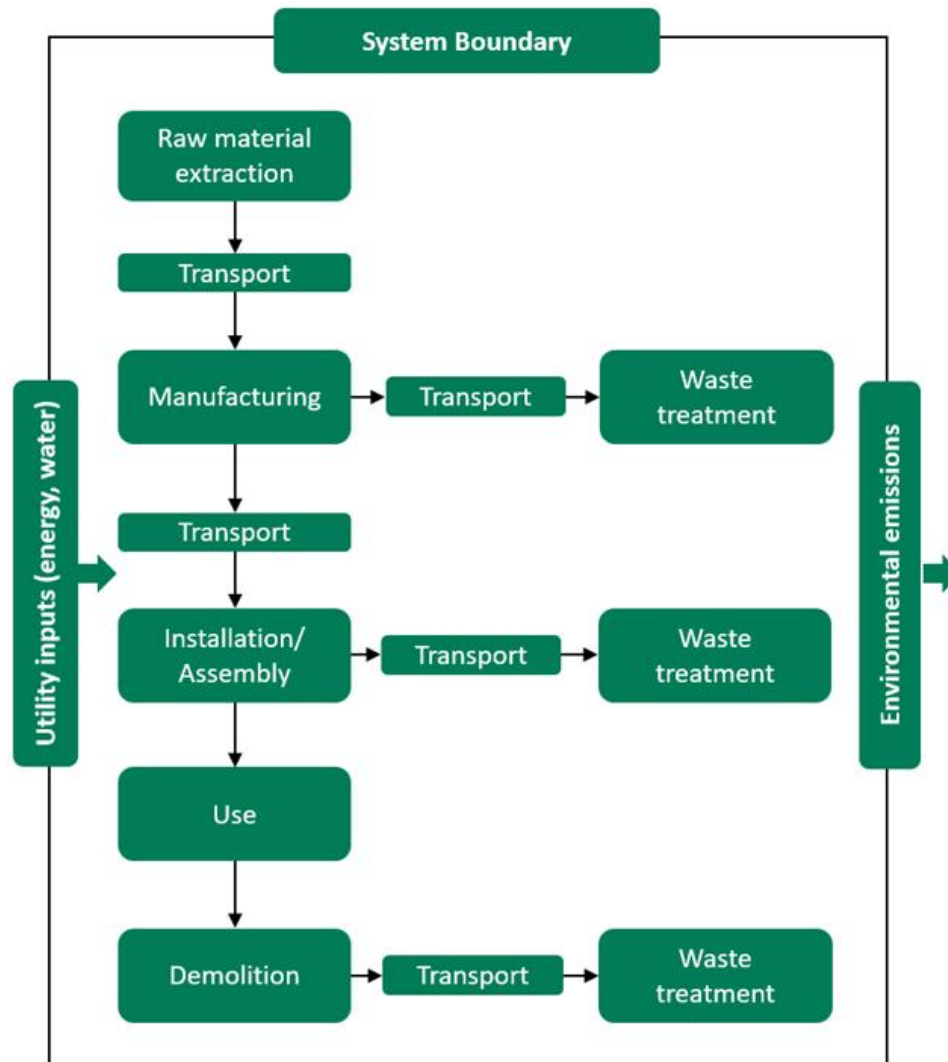 System Boundary
Raw material
extraction
Transport
Manufacturing
Transport
Waste
treatment
Transport
Installation/
Assembly
Transport
Waste
treatment
Use
Demolition
Transport
Waste
treatment
Utility inputs (energy, water)
Environmental emissions